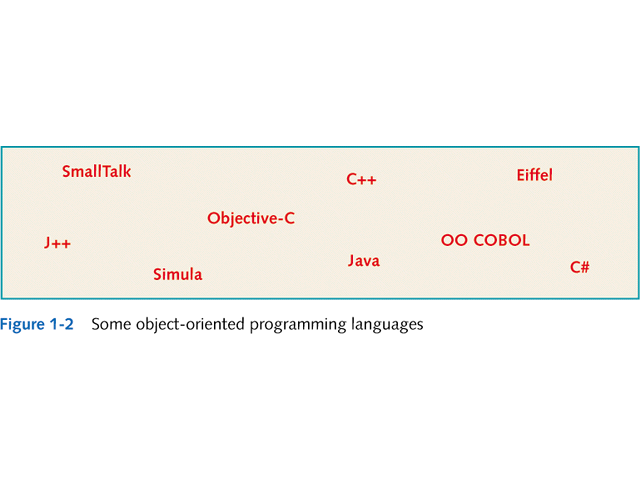 SmallTalk
C++
Eiffel
Objective-C
J++
OO COBOL
Java
C#
Simula
Figure 1-2 Some object-oriented programming languages